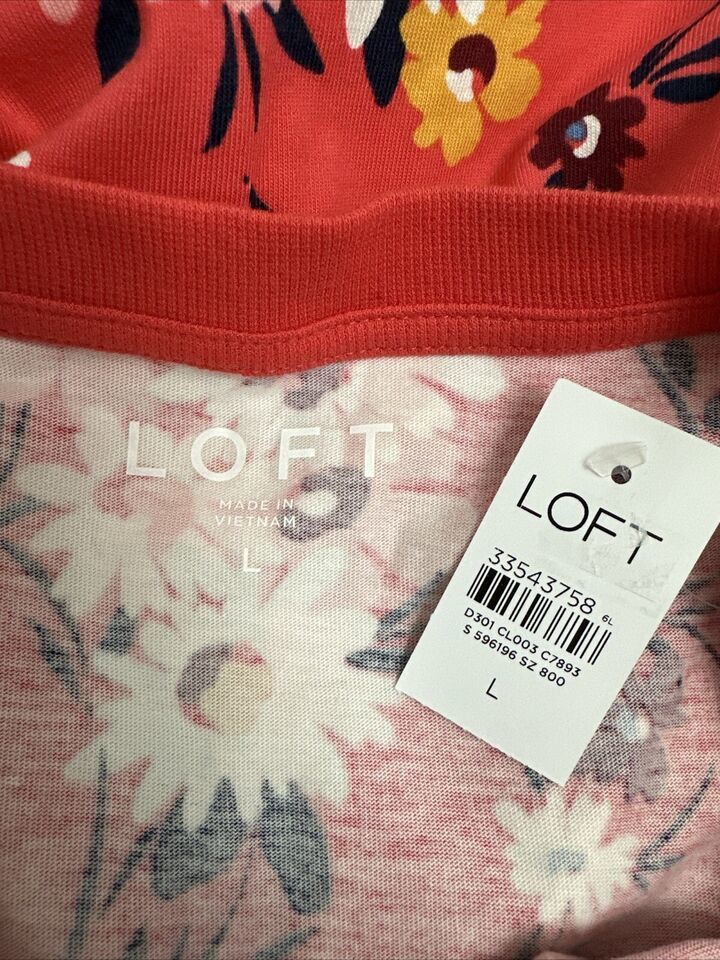 LOFT
MADE IN
VIETNAM
L
LOFT
33543758
6L
D301 CL003 C7893
S 596196 SZ 800
L